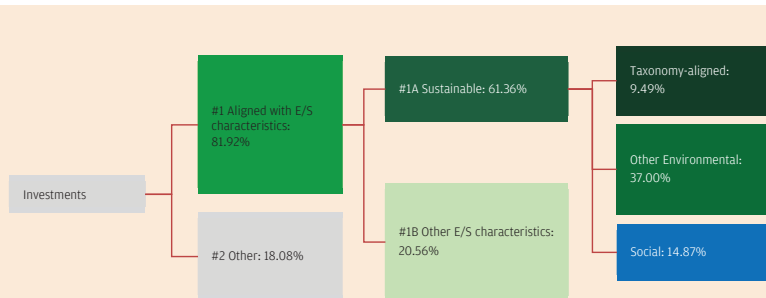 Investments
#1 Aligned with E/S
characteristics:
81.92%
#2 Other: 18.08%
#1A Sustainable: 61.36%
#1B Other E/S characteristics:
20.56%
Taxonomy-aligned:
9.49%
Other Environmental:
37.00%
Social: 14.87%